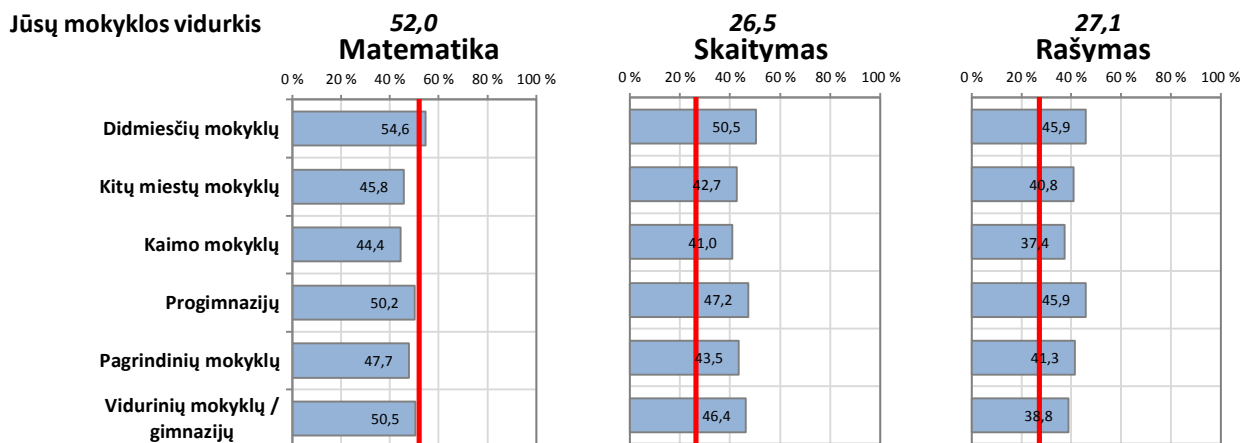 Jūsų mokyklos vidurkis 52,0 26,5 27,1
Matematika Skaitymas Rašymas
0 % 20 % 40 % 60 % 80 % 100 % 0 % 20 % 40 % 60 % 80 % 100 % 0 % 20 % 40 % 60 % 80 % 100 %
Didmiesčių mokyklų 54,6 50,5 45,9
Kitų miestų mokyklų 45,8 42,7 40,8
Kaimo mokyklų 44,4 41,0 37,4
Progimnazijų 50,2 47,2 45,9
Pagrindinių mokyklų 47,7 43,5 41,3
Vidurinių mokyklų /
gimnazijų 50,5 46,4 38,8